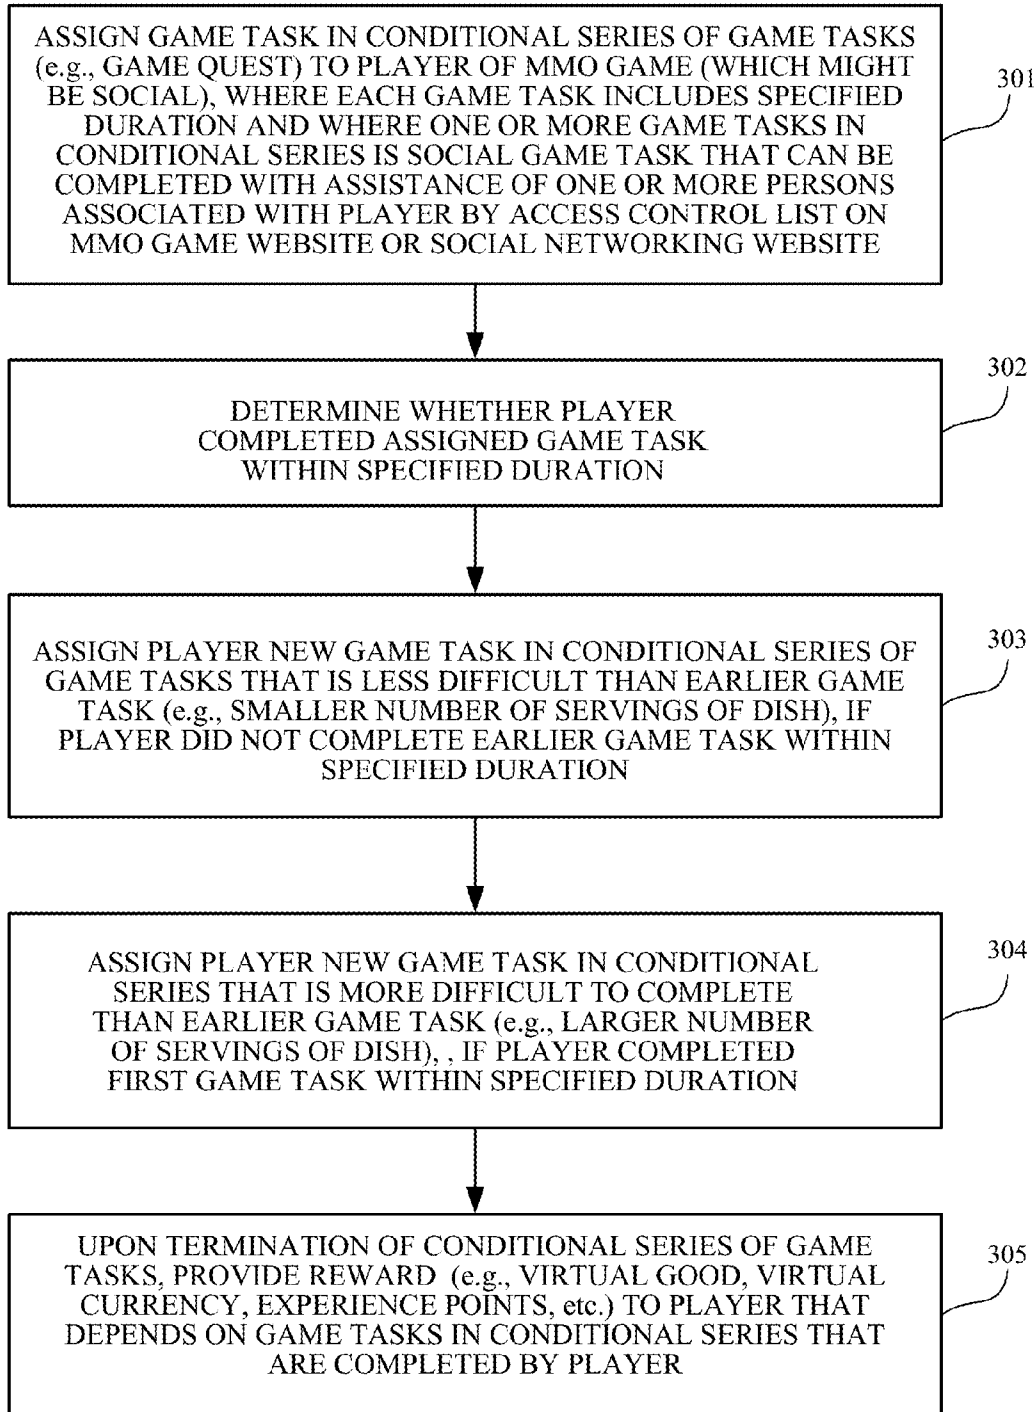 ASSIGN GAME TASK IN CONDITIONAL SERIES OF GAME TASKS
(e.g., GAME QUEST) TO PLAYER OF MMO GAME (WHICH MIGHT
BE SOCIAL), WHERE EACH GAME TASK INCLUDES SPECIFIED
DURATION AND WHERE ONE OR MORE GAME TASKS IN
CONDITIONAL SERIES IS SOCIAL GAME TASK THAT CAN BE
COMPLETED WITH ASSISTANCE OF ONE OR MORE PERSONS
ASSOCIATED WITH PLAYER BY ACCESS CONTROL LIST ON
MMO GAME WEBSITE OR SOCIAL NETWORKING WEBSITE
301
DETERMINE WHETHER PLAYER
COMPLETED ASSIGNED GAME TASK
WITHIN SPECIFIED DURATION
302
ASSIGN PLAYER NEW GAME TASK IN CONDITIONAL SERIES OF
GAME TASKS THAT IS LESS DIFFICULT THAN EARLIER GAME
TASK (e.g., SMALLER NUMBER OF SERVINGS OF DISH), IF
PLAYER DID NOT COMPLETE EARLIER GAME TASK WITHIN
SPECIFIED DURATION
303
ASSIGN PLAYER NEW GAME TASK IN CONDITIONAL
SERIES THAT IS MORE DIFFICULT TO COMPLETE
THAN EARLIER GAME TASK (e.g., LARGER NUMBER
OF SERVINGS OF DISH), , IF PLAYER COMPLETED
FIRST GAME TASK WITHIN SPECIFIED DURATION
304
UPON TERMINATION OF CONDITIONAL SERIES OF GAME
TASKS, PROVIDE REWARD (e.g., VIRTUAL GOOD, VIRTUAL
CURRENCY, EXPERIENCE POINTS, etc.) TO PLAYER THAT
DEPENDS ON GAME TASKS IN CONDITIONAL SERIES THAT
ARE COMPLETED BY PLAYER
305